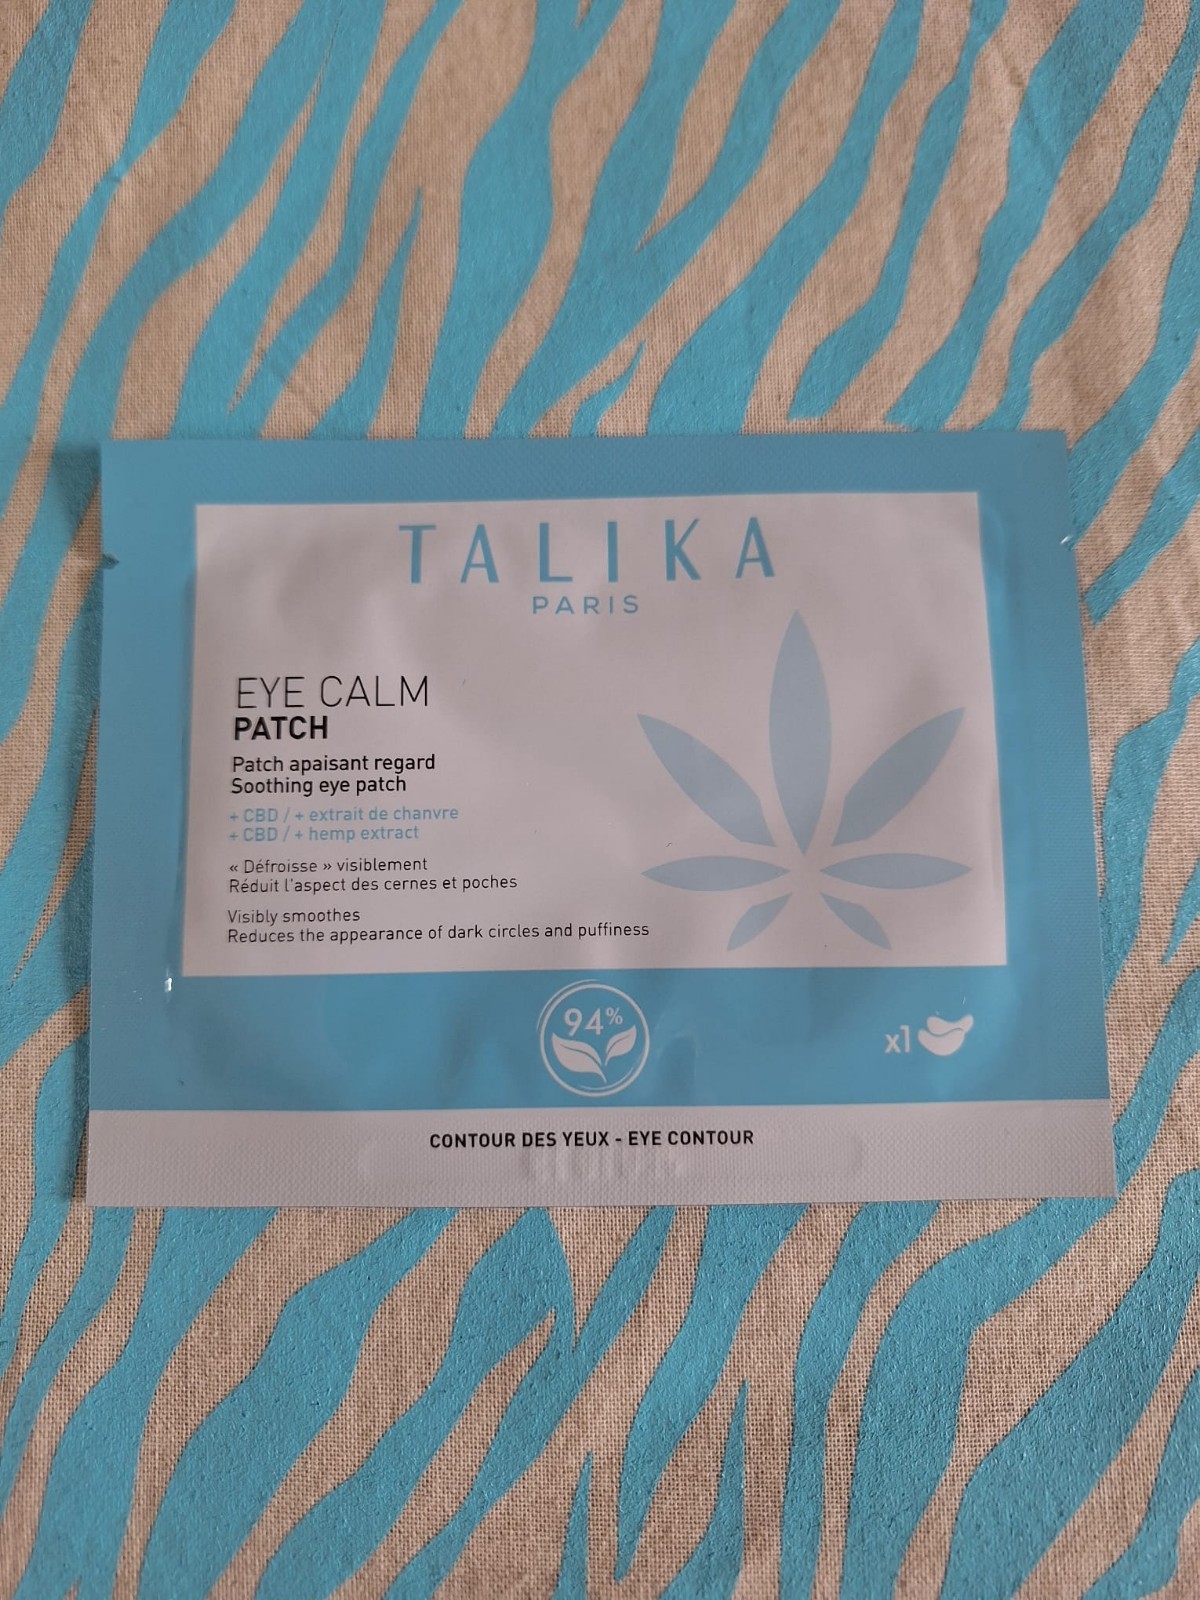 TALIKA
PARIS
EYE CALM
PATCH
Patch apaisant regard
Soothing eye patch
+ CBD / + extrait de chanvre
+ CBD / + hemp extract
« Défroisse » visiblement
Réduit l'aspect des cernes et poches
Visibly smoothes
Reduces the appearance of dark circles and puffiness
94%
x1
CONTOUR DES YEUX - EYE CONTOUR